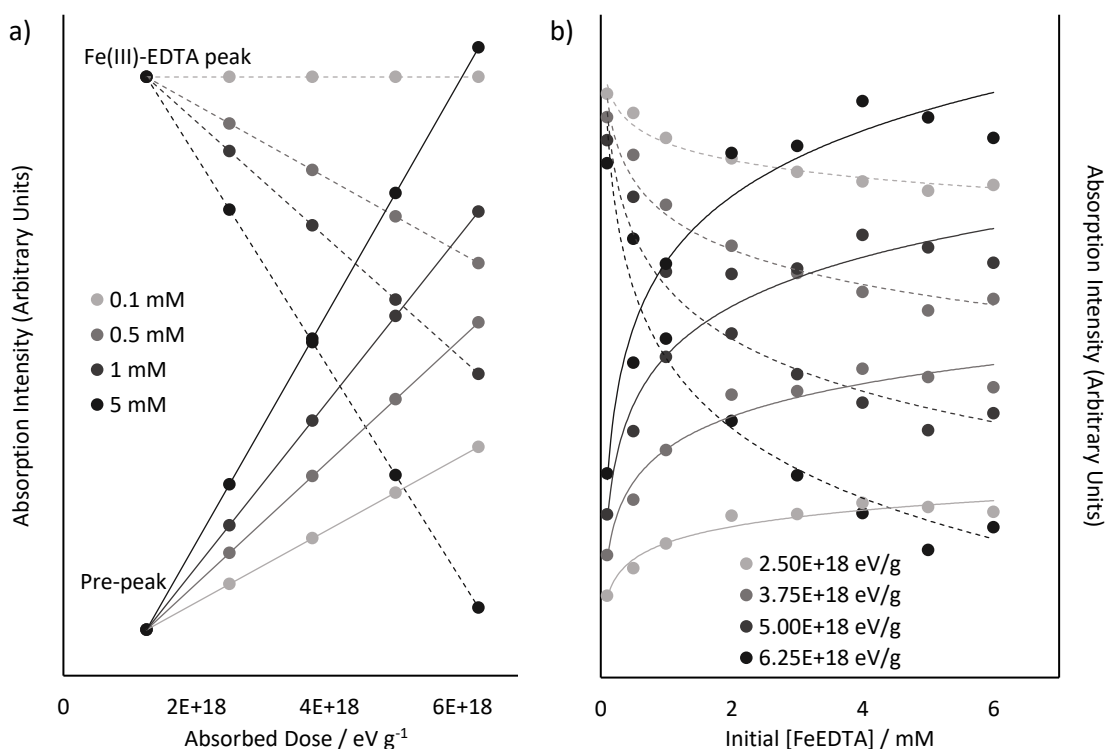 a)
Absorption Intensity (Arbitrary Units)
Fe(III)-EDTA peak
0.1 mM
0.5 mM
1 mM
5 mM
Pre-peak
0
2E+18
4E+18
6E+18
Absorbed Dose / eV g⁻¹
b)
Absorption Intensity (Arbitrary Units)
2.50E+18 eV/g
3.75E+18 eV/g
5.00E+18 eV/g
6.25E+18 eV/g
0
2
4
6
Initial [FeEDTA] / mM